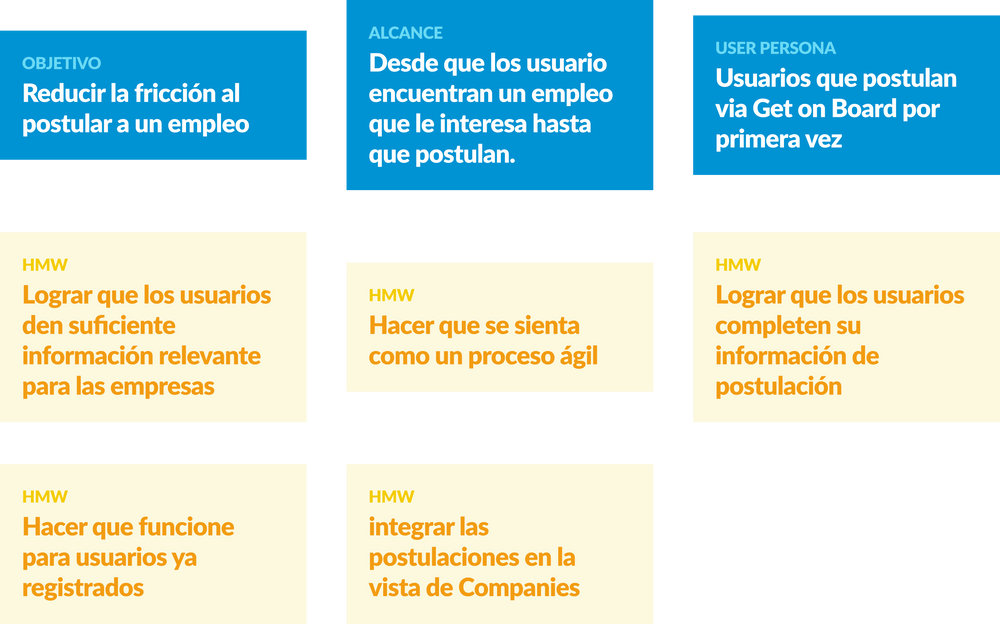 OBJETIVO
Reducir la fricción al
postular a un empleo
ALCANCE
Desde que los usuario
encuentran un empleo
que le interesa hasta
que postulan.
USER PERSONA
Usuarios que postulan
via Get on Board por
primera vez
HMW
Lograr que los usuarios
den suficiente
información relevante
para las empresas
HMW
Hacer que se sienta
como un proceso ágil
HMW
Lograr que los usuarios
completen su
información de
postulación
HMW
Hacer que funcione
para usuarios ya
registrados
HMW
integrar las
postulaciones en la
vista de Companies